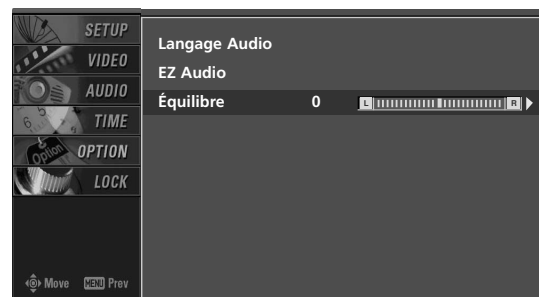 SETUP
VIDEO
AUDIO
TIME
OPTION
LOCK
Move MENU Prev
Langage Audio
EZ Audio
Équilibre 0 L R